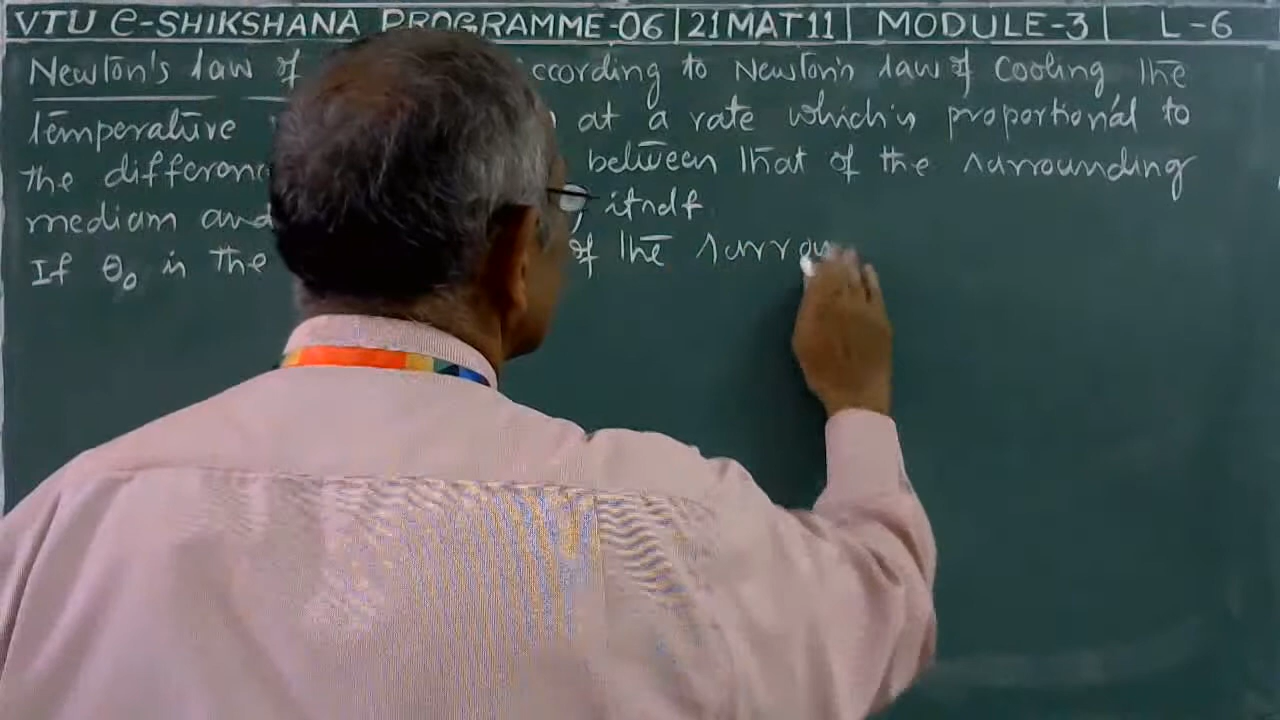 VTU e-SHIKSHANA PROGRAMME-06 | 21MAT11 | MODULE-3 | L-6
Newton's law of ccording to Newton's law of Cooling the
temperature at a rate which is proportional to
the differenc between that of the surrounding
medium and itself
If θ₀ is the of the surrou